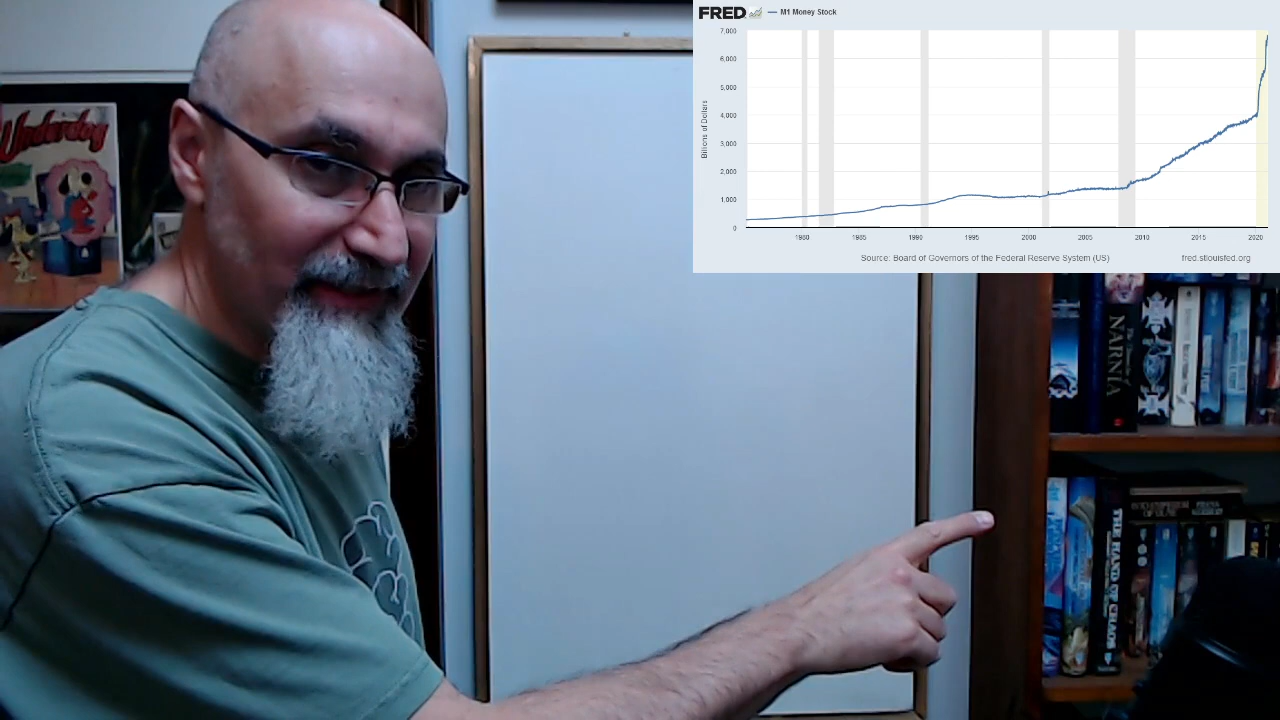 FRED
M1 Money Stock
7,000
6,000
5,000
4,000
3,000
2,000
1,000
0
Billions of Dollars
1980 1985 1990 1995 2000 2005 2010 2015 2020
Source: Board of Governors of the Federal Reserve System (US)
fred.stlouisfed.org
Underdog
NARNIA
THE HAND OF CHAOS